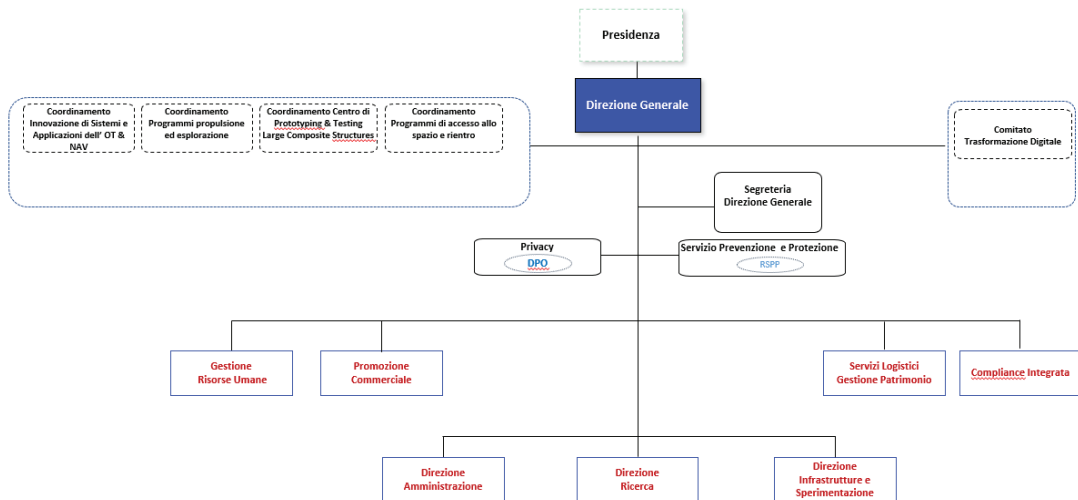 Presidenza
Direzione Generale
Coordinamento
Innovazione di Sistemi e
Applicazioni dell' OT &
NAV
Coordinamento
Programmi propulsione
ed esplorazione
Coordinamento Centro di
Prototyping & Testing
Large Composite Structures
Coordinamento
Programmi di accesso allo
spazio e rientro
Comitato
Trasformazione Digitale
Segreteria
Direzione Generale
Privacy
DPO
Servizio Prevenzione e Protezione
RSPP
Gestione
Risorse Umane
Promozione
Commerciale
Servizi Logistici
Gestione Patrimonio
Compliance Integrata
Direzione
Amministrazione
Direzione
Ricerca
Direzione
Infrastrutture e
Sperimentazione